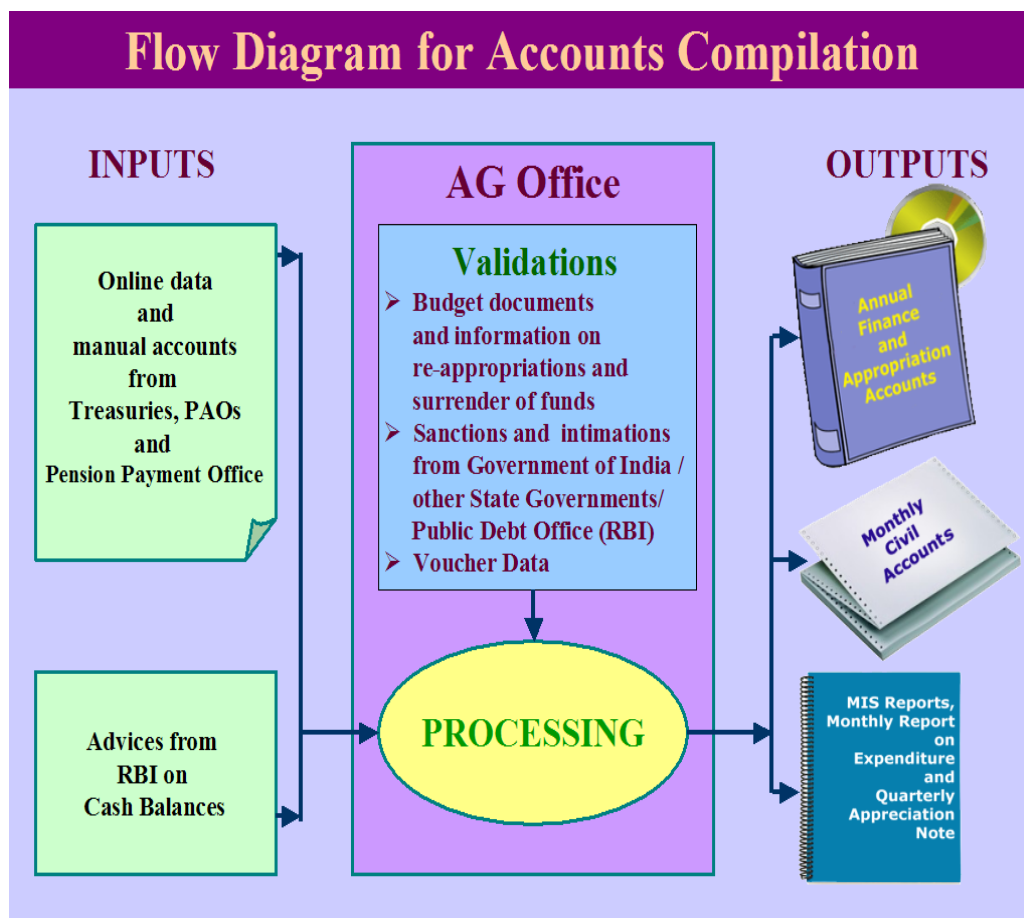 Flow Diagram for Accounts Compilation
INPUTS
Online data
and
manual accounts
from
Treasuries, PAOs
and
Pension Payment Office
Advices from
RBI on
Cash Balances
AG Office
Validations
➢ Budget documents
and information on
re-appropriations and
surrender of funds
➢ Sanctions and intimations
from Government of India /
other State Governments/
Public Debt Office (RBI)
➢ Voucher Data
PROCESSING
OUTPUTS
Annual
Finance
and
Appropriation
Accounts
Monthly
Civil
Accounts
MIS Reports,
Monthly Report
on
Expenditure
and
Quarterly
Appreciation
Note